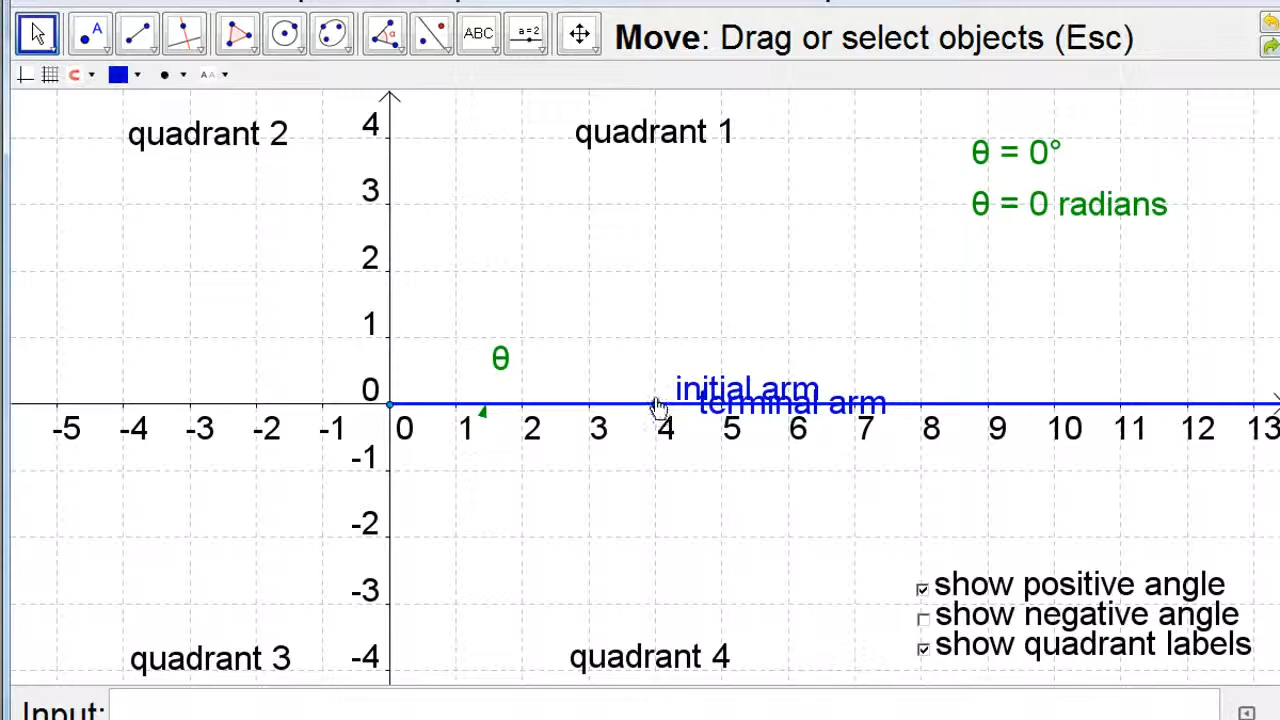 A
α
ABC
a=2
Move: Drag or select objects (Esc)
A A
quadrant 2
quadrant 1
θ = 0°
θ = 0 radians
4
3
2
1
0
θ
initial arm
terminal arm
-5 -4 -3 -2 -1 0 1 2 3 4 5 6 7 8 9 10 11 12 13
-1
-2
-3
-4
show positive angle
show negative angle
show quadrant labels
quadrant 3
quadrant 4
Input: